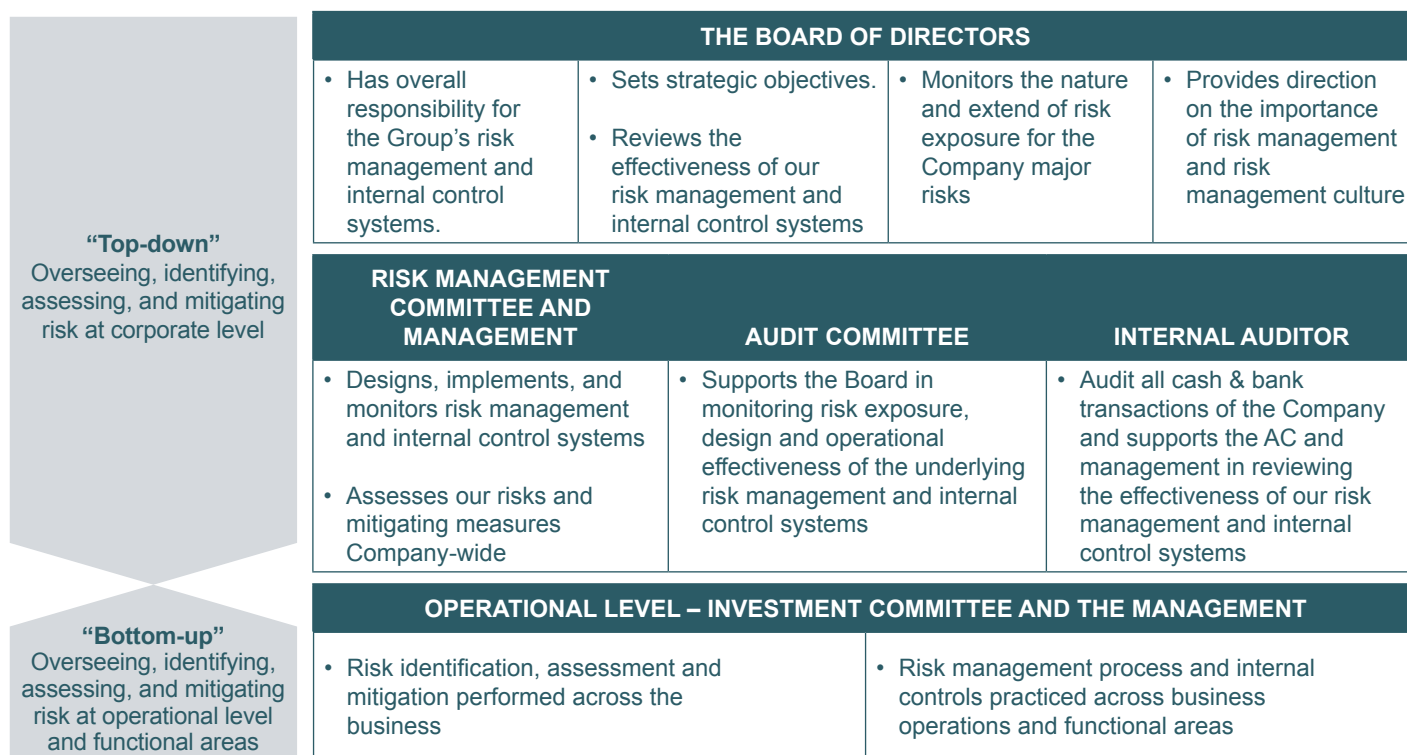 “Top-down”
Overseeing, identifying,
assessing, and mitigating
risk at corporate level
THE BOARD OF DIRECTORS
• Has overall
responsibility for
the Group’s risk
management and
internal control
systems.
• Sets strategic objectives.
• Reviews the
effectiveness of our
risk management and
internal control systems
• Monitors the nature
and extend of risk
exposure for the
Company major
risks
• Provides direction
on the importance
of risk management
and risk
management culture
RISK MANAGEMENT
COMMITTEE AND
MANAGEMENT
• Designs, implements, and
monitors risk management
and internal control systems
• Assesses our risks and
mitigating measures
Company-wide
AUDIT COMMITTEE
• Supports the Board in
monitoring risk exposure,
design and operational
effectiveness of the underlying
risk management and internal
control systems
INTERNAL AUDITOR
• Audit all cash & bank
transactions of the Company
and supports the AC and
management in reviewing
the effectiveness of our risk
management and internal
control systems
“Bottom-up”
Overseeing, identifying,
assessing, and mitigating
risk at operational level
and functional areas
OPERATIONAL LEVEL – INVESTMENT COMMITTEE AND THE MANAGEMENT
• Risk identification, assessment and
mitigation performed across the
business
• Risk management process and internal
controls practiced across business
operations and functional areas